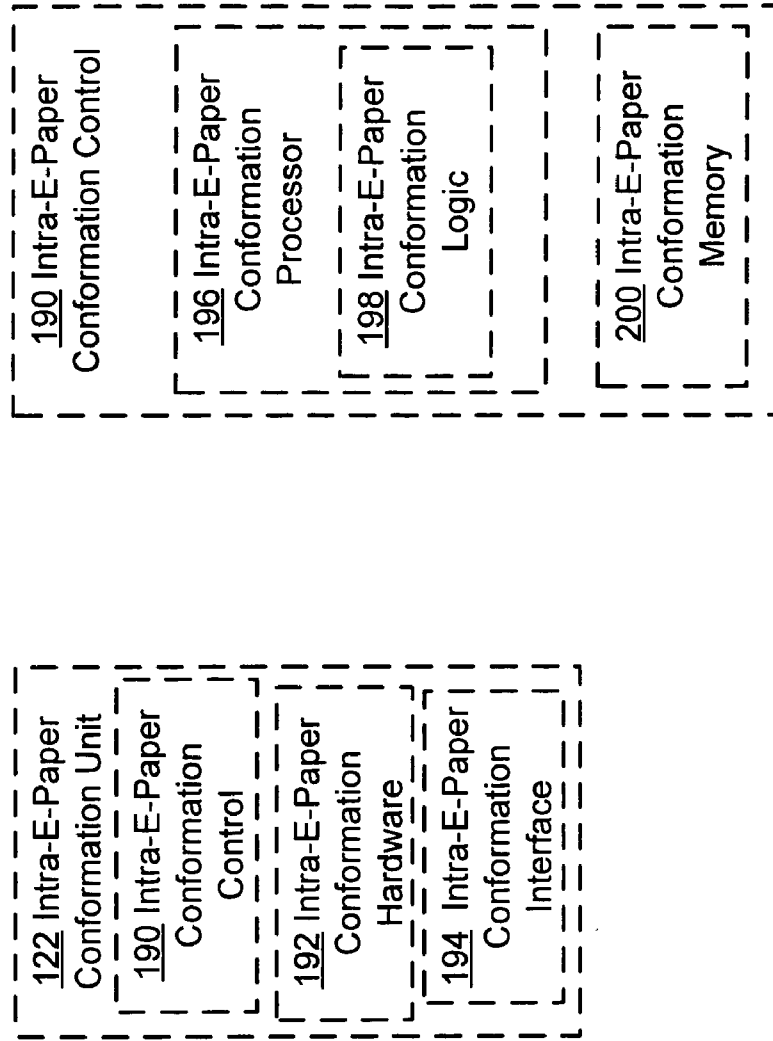 122 Intra-E-Paper
Conformation Unit
190 Intra-E-Paper
Conformation
Control
192 Intra-E-Paper
Conformation
Hardware
194 Intra-E-Paper
Conformation
Interface
190 Intra-E-Paper
Conformation Control
196 Intra-E-Paper
Conformation
Processor
198 Intra-E-Paper
Conformation
Logic
200 Intra-E-Paper
Conformation
Memory